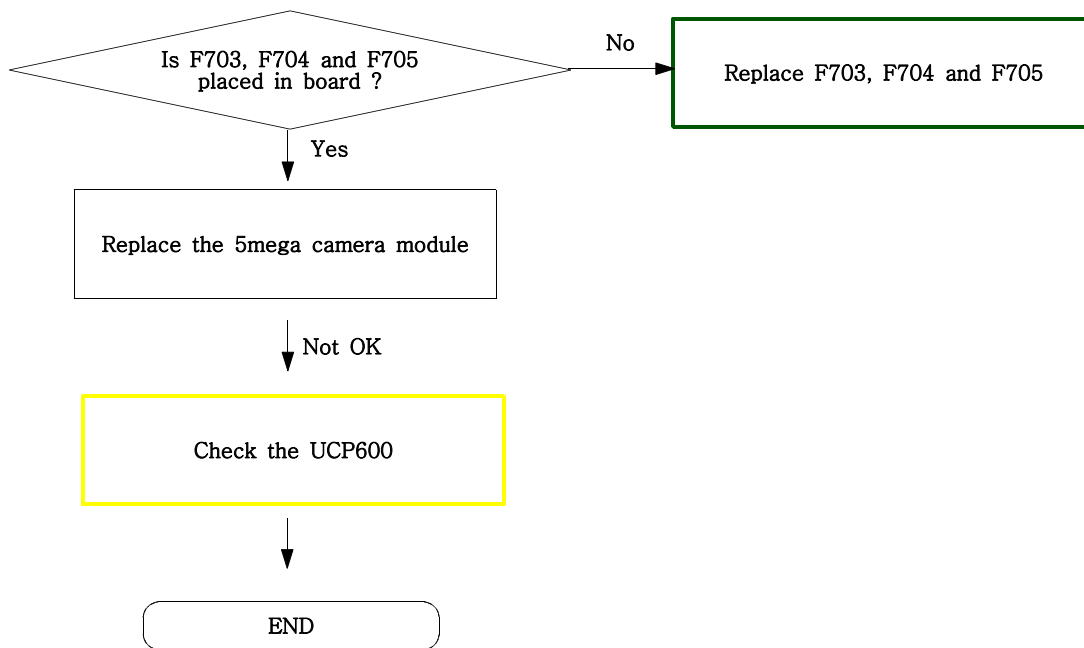 Is F703, F704 and F705
placed in board ?
No
Replace F703, F704 and F705
Yes
Replace the 5mega camera module
Not OK
Check the UCP600
END